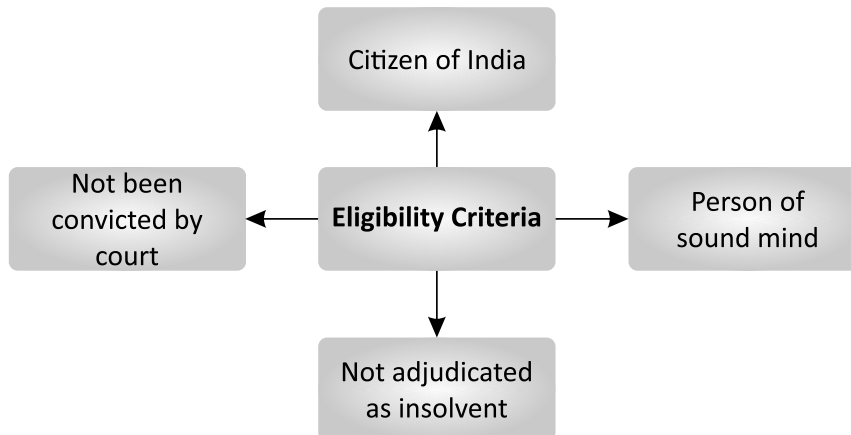 Citizen of India
Not been
convicted by
court
Eligibility Criteria
Person of
sound mind
Not adjudicated
as insolvent